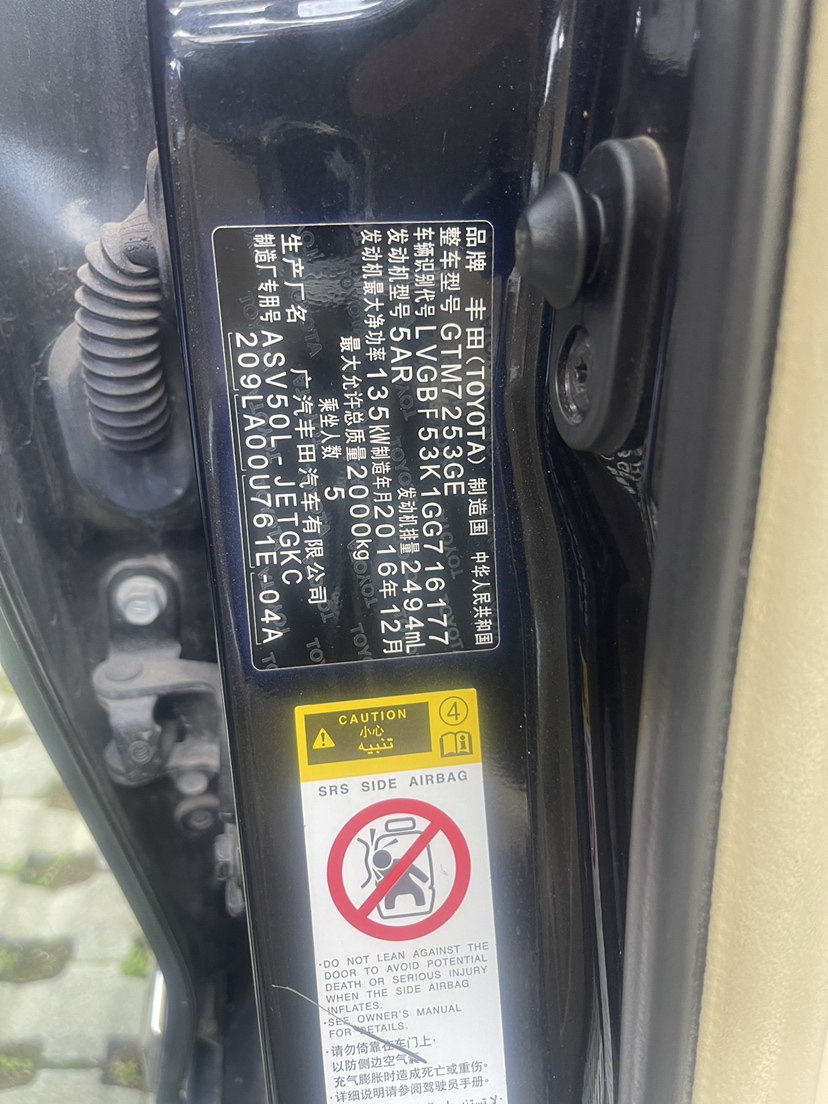 品牌 丰田(TOYOTA) 制造国 中华人民共和国
整车型号 GTM7253GE
车辆识别代号 LVGBF53K1GG716177
发动机型号 5AR 发动机排量 2494mL
发动机最大净功率 135kW 制造年月 2016年12月
最大允许总质量 2000kg
乘坐人数 5
生产厂名 广汽丰田汽车有限公司
制造厂专用号 ASV50L-JETGKC
209LA00U761E-04A
CAUTION
小心
تنبيه
4
SRS SIDE AIRBAG
·DO NOT LEAN AGAINST THE
DOOR TO AVOID POTENTIAL
DEATH OR SERIOUS INJURY
WHEN THE SIDE AIRBAG
INFLATES.
·SEE OWNER'S MANUAL
FOR DETAILS.
·请勿倚靠在车门上,
以防侧边空气
充气膨胀时造成死亡或重伤。
·详细说明请参阅驾驶员手册。